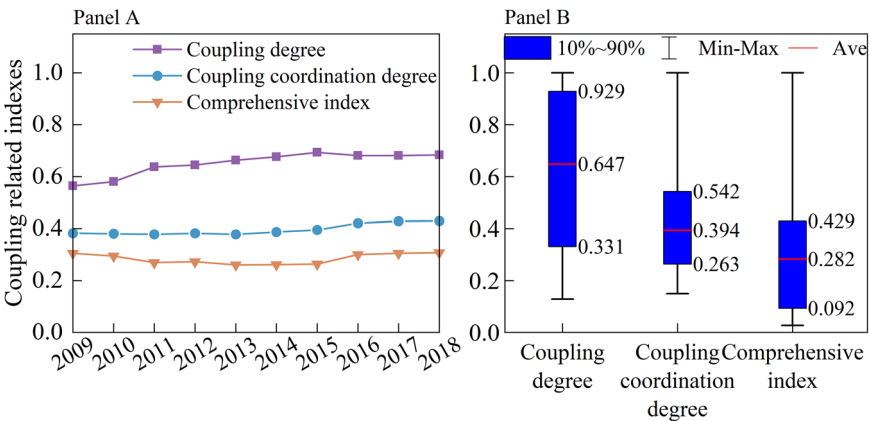 Panel A
Coupling related indexes
Coupling degree
Coupling coordination degree
Comprehensive index
1.0
0.8
0.6
0.4
0.2
0.0
2009 2010 2011 2012 2013 2014 2015 2016 2017 2018
Panel B
10%~90% Min-Max Ave
1.0
0.8
0.6
0.4
0.2
0.0
0.929
0.647
0.331
0.542
0.394
0.263
0.429
0.282
0.092
Coupling
degree
Coupling
coordination
degree
Comprehensive
index